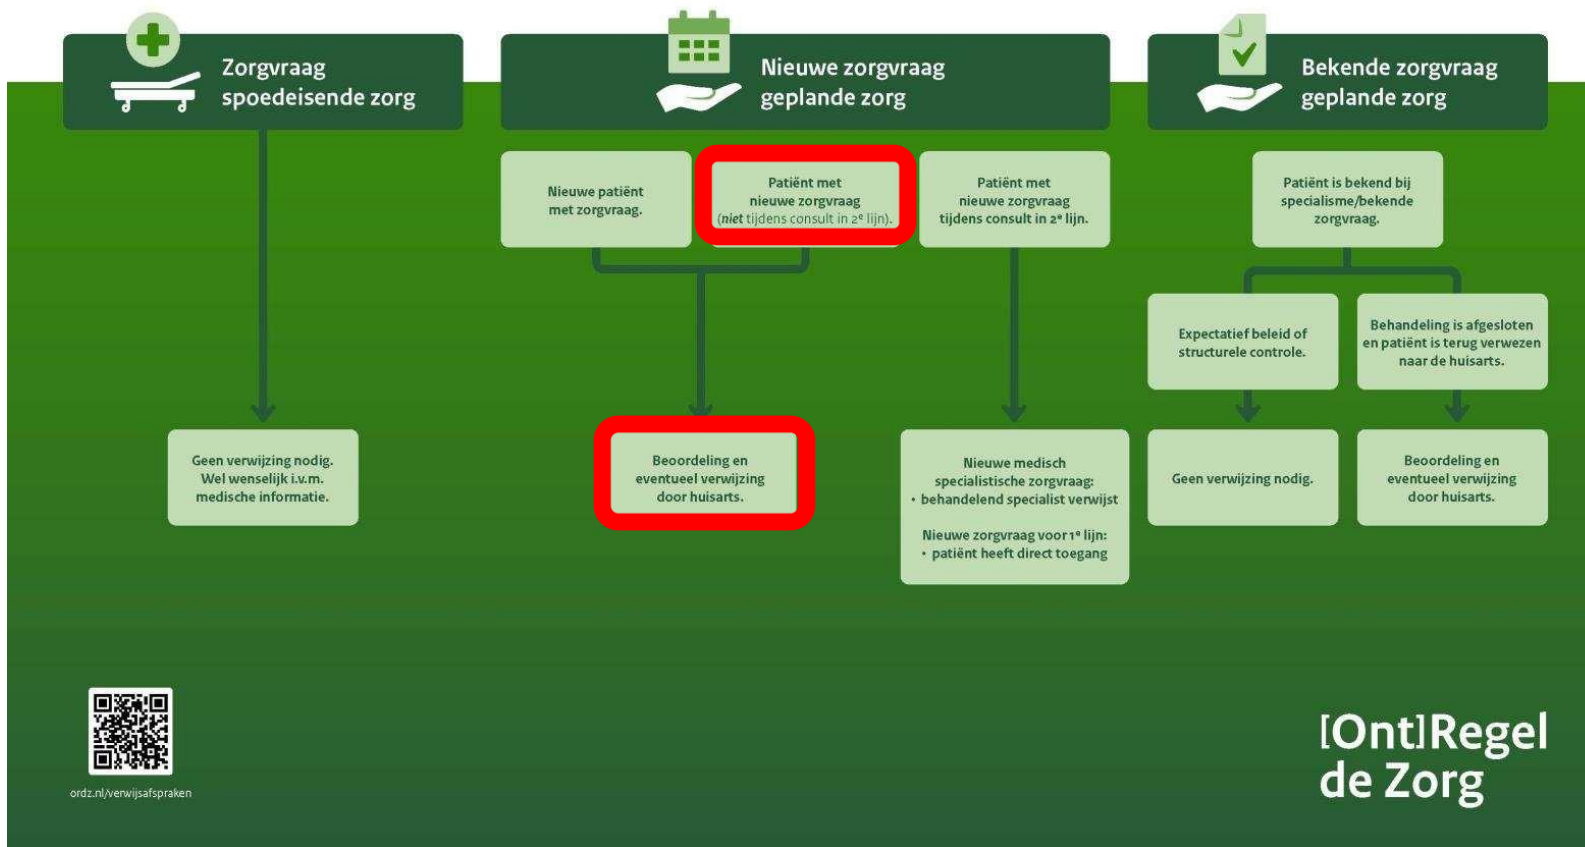 Zorgvraag
spoedeisende zorg
Nieuwe zorgvraag
geplande zorg
Bekende zorgvraag
geplande zorg
Nieuwe patiënt
met zorgvraag.
Patiënt met
nieuwe zorgvraag
(niet tijdens consult in 2e lijn).
Patiënt met
nieuwe zorgvraag
tijdens consult in 2e lijn.
Patiënt is bekend bij
specialisme/bekende
zorgvraag.
Expectatief beleid of
structurele controle.
Behandeling is afgesloten
en patiënt is terug verwezen
naar de huisarts.
Geen verwijzing nodig.
Wel wenselijk i.v.m.
medische informatie.
Beoordeling en
eventueel verwijzing
door huisarts.
Nieuwe medisch
specialistische zorgvraag:
• behandelend specialist verwijst
Nieuwe zorgvraag voor 1e lijn:
• patiënt heeft direct toegang
Geen verwijzing nodig.
Beoordeling en
eventueel verwijzing
door huisarts.
ordz.nl/verwijsafspraken
[Ont]Regel
de Zorg